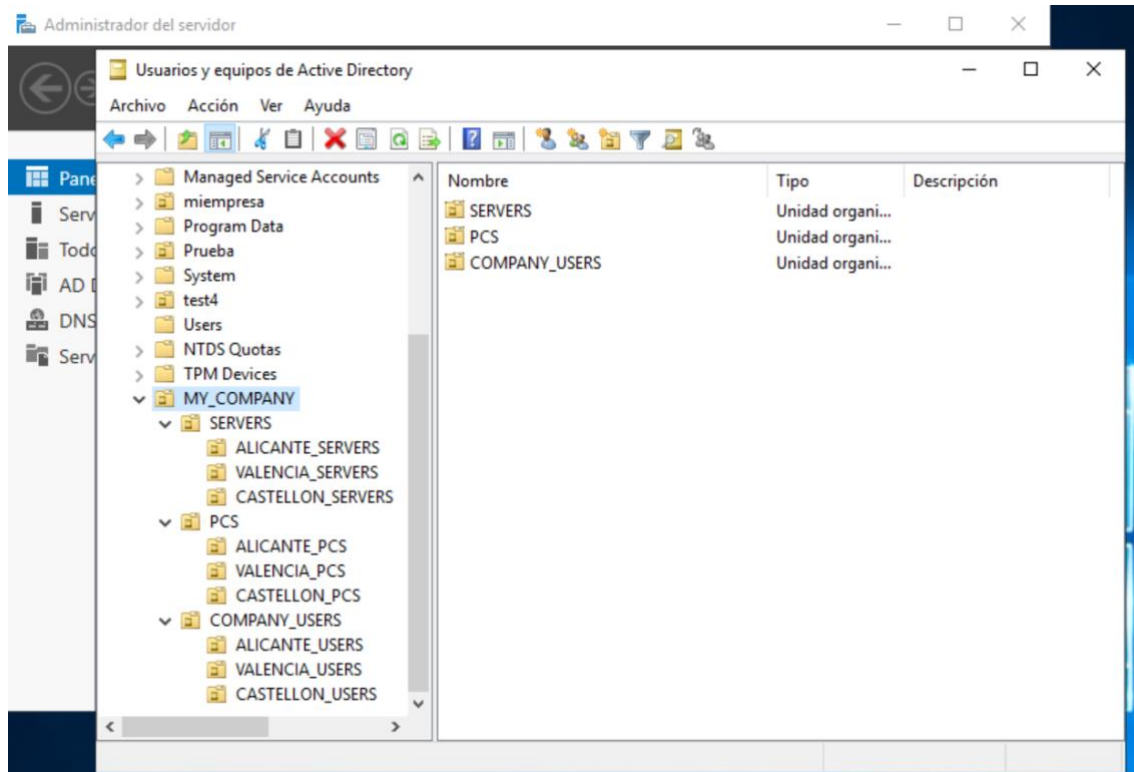 Administrador del servidor
Usuarios y equipos de Active Directory
Archivo Acción Ver Ayuda
Pane
Serv
Todo
AD D
DNS
Serv
Managed Service Accounts
miempresa
Program Data
Prueba
System
test4
Users
NTDS Quotas
TPM Devices
MY_COMPANY
SERVERS
ALICANTE_SERVERS
VALENCIA_SERVERS
CASTELLON_SERVERS
PCS
ALICANTE_PCS
VALENCIA_PCS
CASTELLON_PCS
COMPANY_USERS
ALICANTE_USERS
VALENCIA_USERS
CASTELLON_USERS
Nombre Tipo Descripción
SERVERS Unidad organi...
PCS Unidad organi...
COMPANY_USERS Unidad organi...